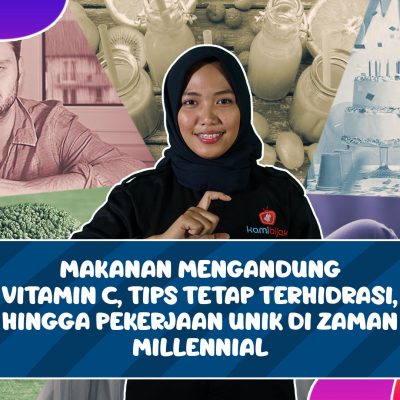 kamibijak
MAKANAN MENGANDUNG
VITAMIN C, TIPS TETAP TERHIDRASI,
HINGGA PEKERJAAN UNIK DI ZAMAN
MILLENNIAL